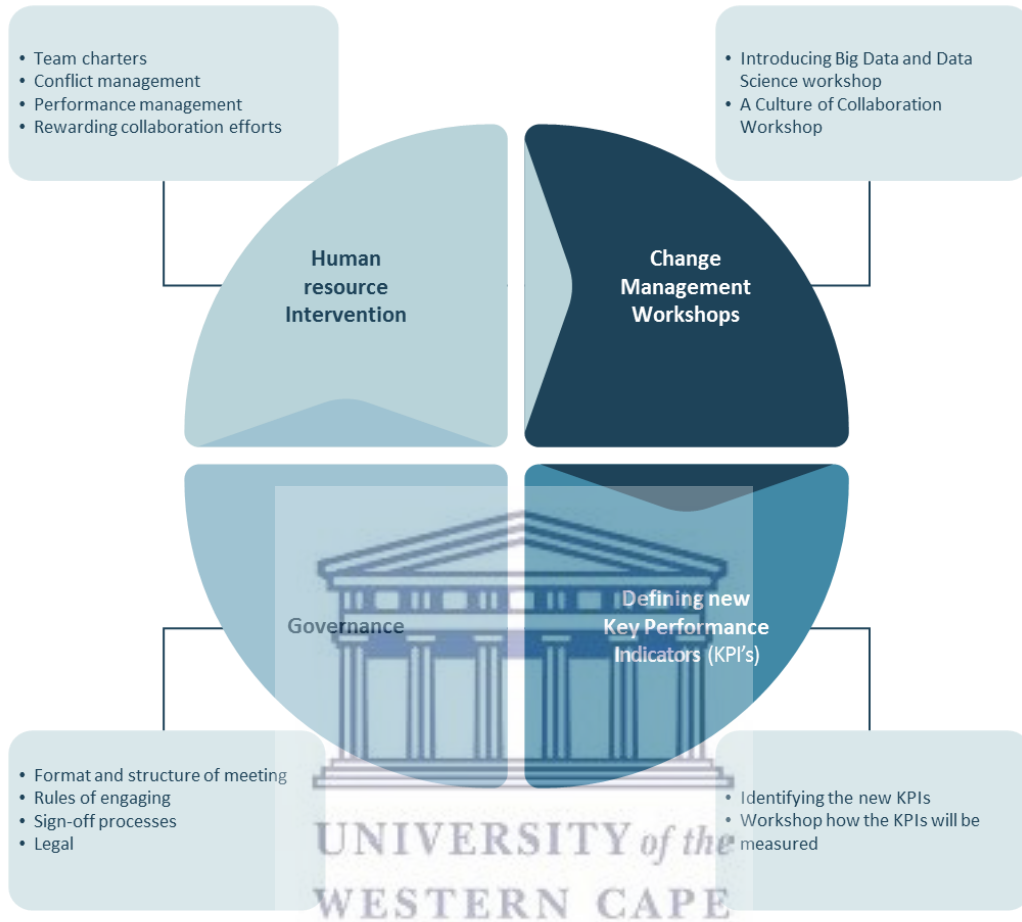 • Team charters
• Conflict management
• Performance management
• Rewarding collaboration efforts
• Introducing Big Data and Data
Science workshop
• A Culture of Collaboration
Workshop
Human
resource
Intervention
Change
Management
Workshops
Governance
Defining new
Key Performance
Indicators (KPI's)
• Format and structure of meeting
• Rules of engaging
• Sign-off processes
• Legal
• Identifying the new KPIs
• Workshop how the KPIs will be
measured
UNIVERSITY of the
WESTERN CAPE